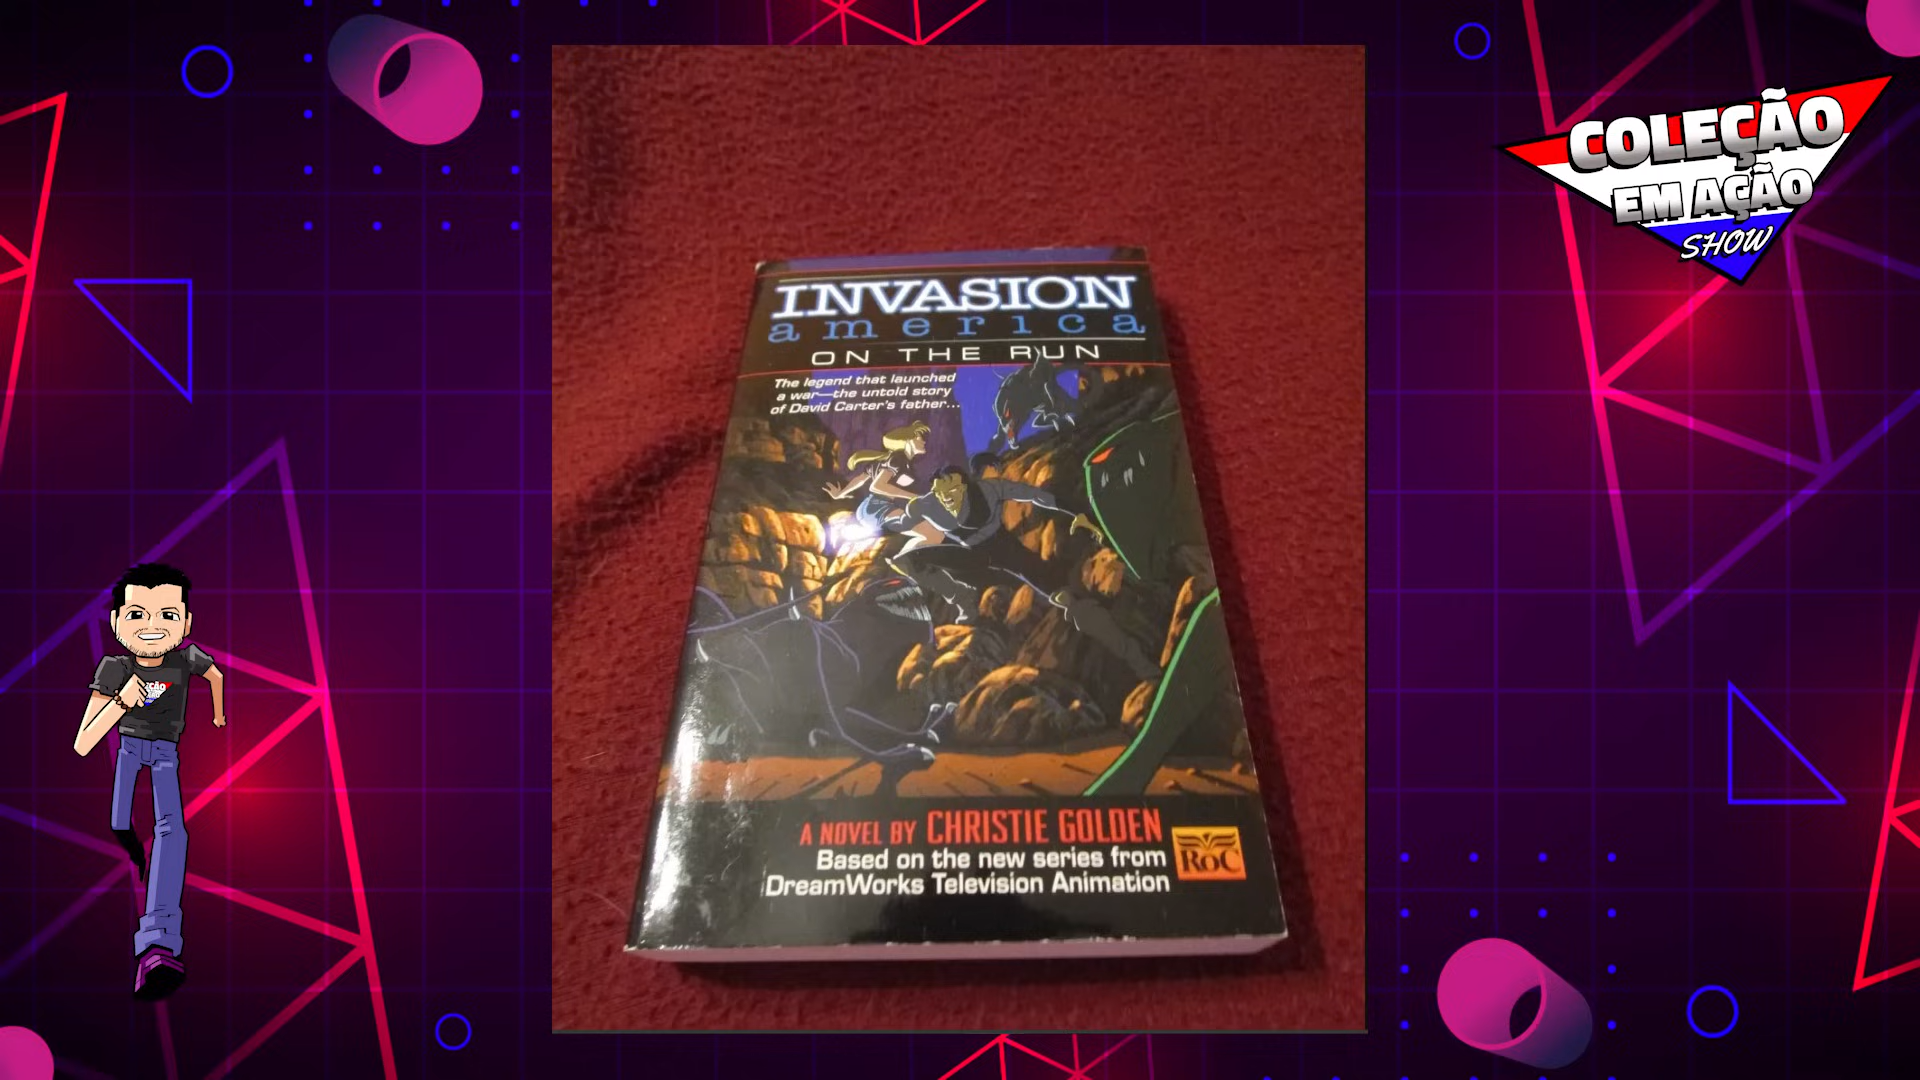 COLEÇÃO
EM AÇÃO
SHOW
INVASION
america
ON THE RUN
The legend that launched
a war—the untold story
of David Carter's father...
A NOVEL BY CHRISTIE GOLDEN
Based on the new series from
DreamWorks Television Animation
ROC